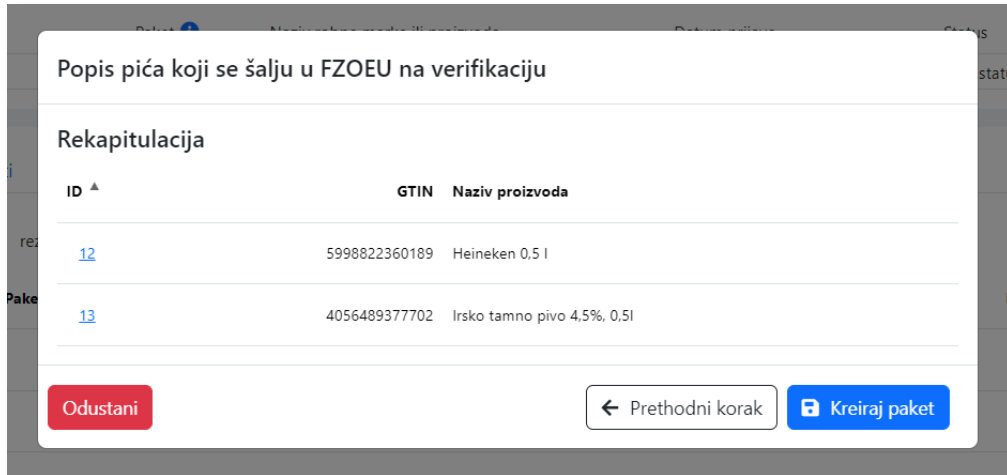 Status
Popis pića koji se šalju u FZOEU na verifikaciju
Rekapitulacija
ID ▲ GTIN Naziv proizvoda
12 5998822360189 Heineken 0,5 l
13 4056489377702 Irsko tamno pivo 4,5%, 0,5l
Odustani ← Prethodni korak Kreiraj paket